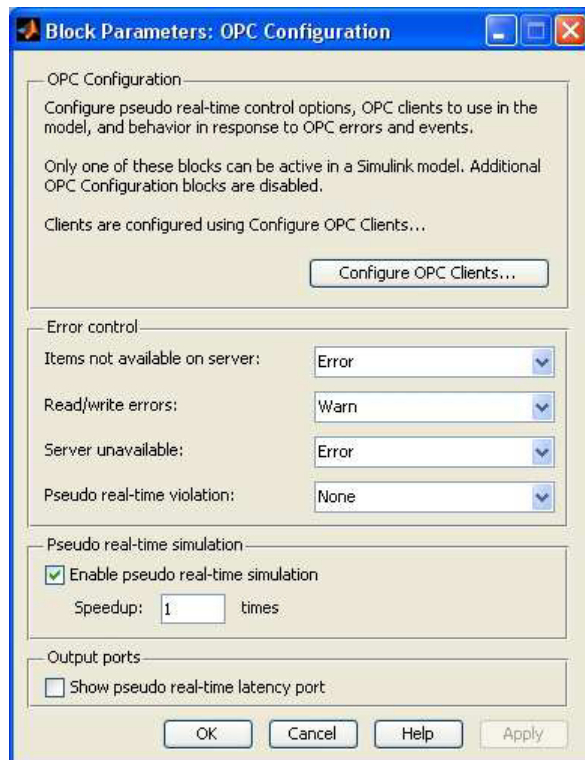 Block Parameters: OPC Configuration
OPC Configuration
Configure pseudo real-time control options, OPC clients to use in the
model, and behavior in response to OPC errors and events.
Only one of these blocks can be active in a Simulink model. Additional
OPC Configuration blocks are disabled.
Clients are configured using Configure OPC Clients...
Configure OPC Clients...
Error control
Items not available on server: Error
Read/write errors: Warn
Server unavailable: Error
Pseudo real-time violation: None
Pseudo real-time simulation
Enable pseudo real-time simulation
Speedup: 1 times
Output ports
Show pseudo real-time latency port
OK Cancel Help Apply